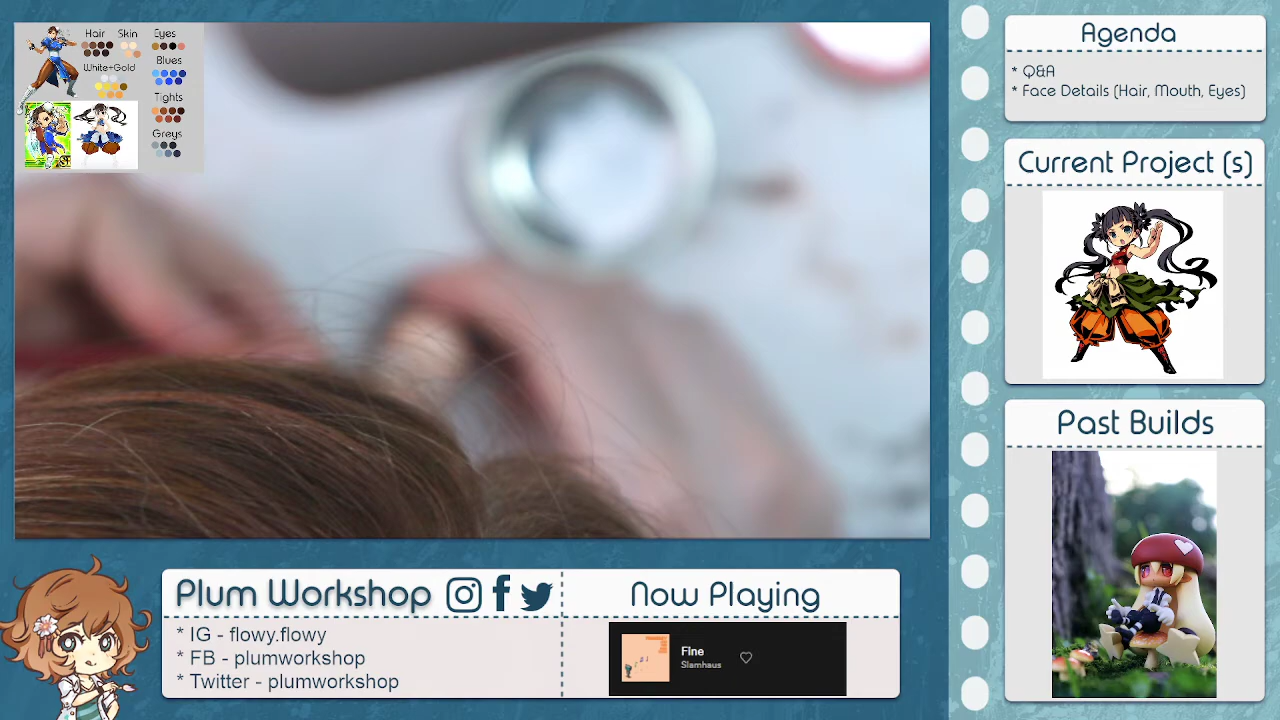 Hair
Skin
Eyes
White+Gold
Blues
Tights
Greys
Agenda
* Q&A
* Face Details (Hair, Mouth, Eyes)
Current Project (s)
Past Builds
Plum Workshop
* IG - flowy.flowy
* FB - plumworkshop
* Twitter - plumworkshop
Now Playing
FIne
Slamhaus